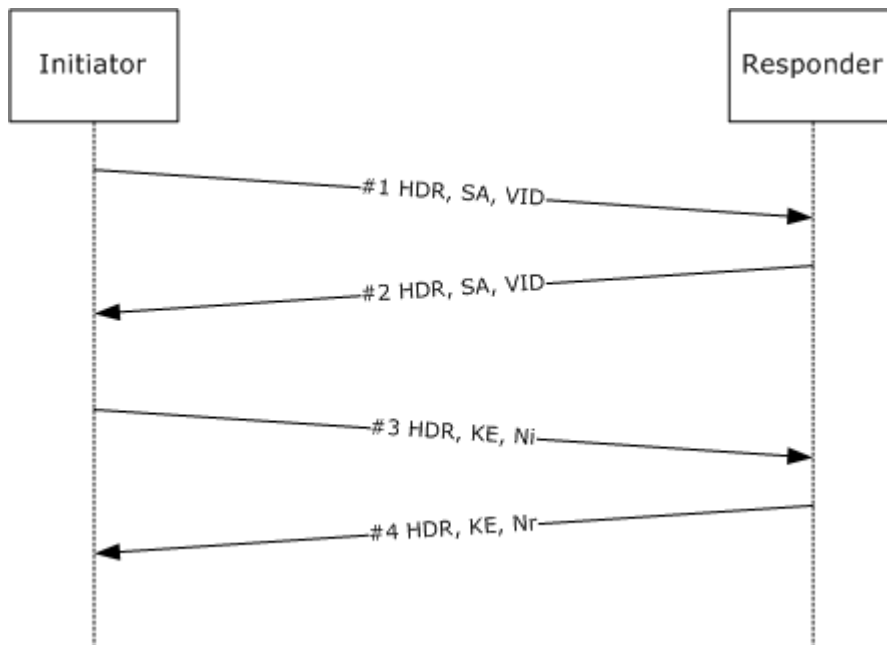 Initiator
Responder
#1 HDR, SA, VID
#2 HDR, SA, VID
#3 HDR, KE, Ni
#4 HDR, KE, Nr